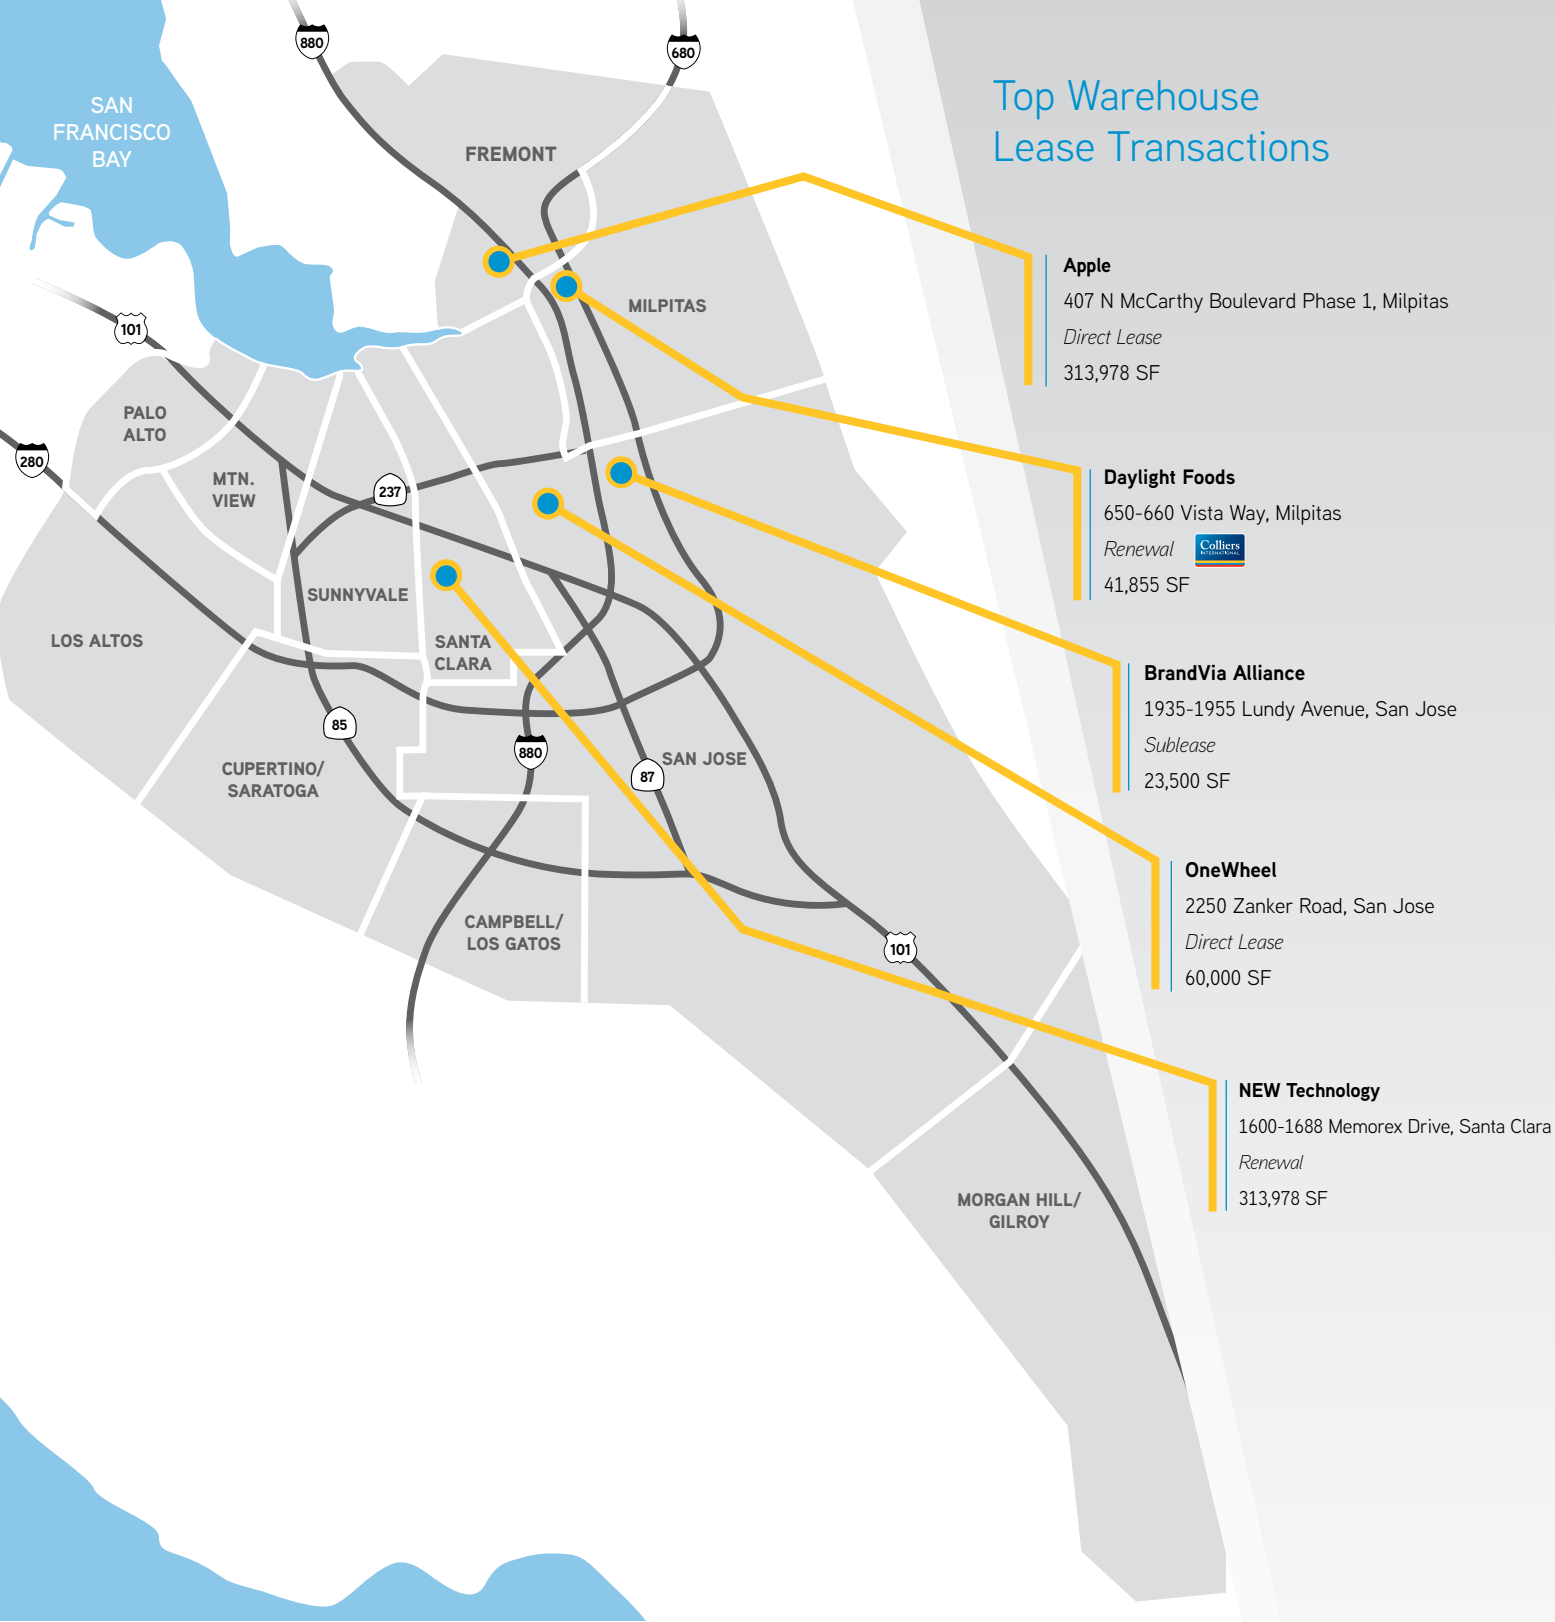 880
680
SAN
FRANCISCO
BAY
FREMONT
MILPITAS
101
PALO
ALTO
280
MTN.
VIEW
237
SUNNYVALE
LOS ALTOS
SANTA
CLARA
85
880
87
SAN JOSE
CUPERTINO/
SARATOGA
CAMPBELL/
LOS GATOS
101
MORGAN HILL/
GILROY
Top Warehouse
Lease Transactions
Apple
407 N McCarthy Boulevard Phase 1, Milpitas
Direct Lease
313,978 SF
Daylight Foods
650-660 Vista Way, Milpitas
Renewal
Colliers
INTERNATIONAL
41,855 SF
BrandVia Alliance
1935-1955 Lundy Avenue, San Jose
Sublease
23,500 SF
OneWheel
2250 Zanker Road, San Jose
Direct Lease
60,000 SF
NEW Technology
1600-1688 Memorex Drive, Santa Clara
Renewal
313,978 SF